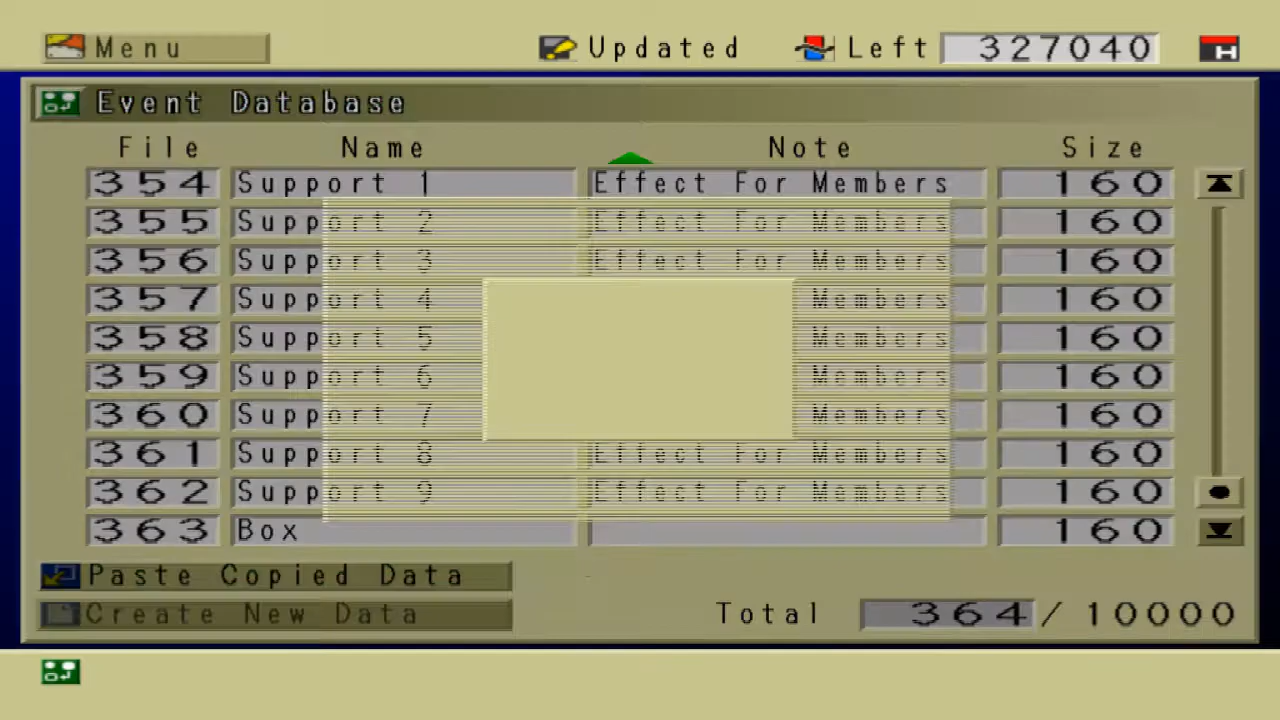 Menu Updated Left 327040
Event Database
File Name Note Size
354 Support 1 Effect For Members 160
355 Support 2 Effect For Members 160
356 Support 3 Effect For Members 160
357 Support 4 Members 160
358 Support 5 Members 160
359 Support 6 Members 160
360 Support 7 Members 160
361 Support 8 Effect For Members 160
362 Support 9 Effect For Members 160
363 Box 160
Paste Copied Data
Create New Data Total 364/10000